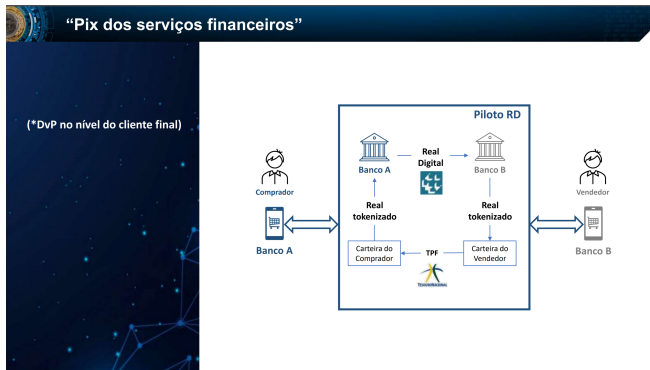 “Pix dos serviços financeiros”
(*DvP no nível do cliente final)
Piloto RD
Banco A
Real
Digital
Banco B
Comprador
Banco A
Real
tokenizado
Real
tokenizado
Carteira do
Comprador
TPF
Carteira do
Vendedor
TesouroNacional
Vendedor
Banco B